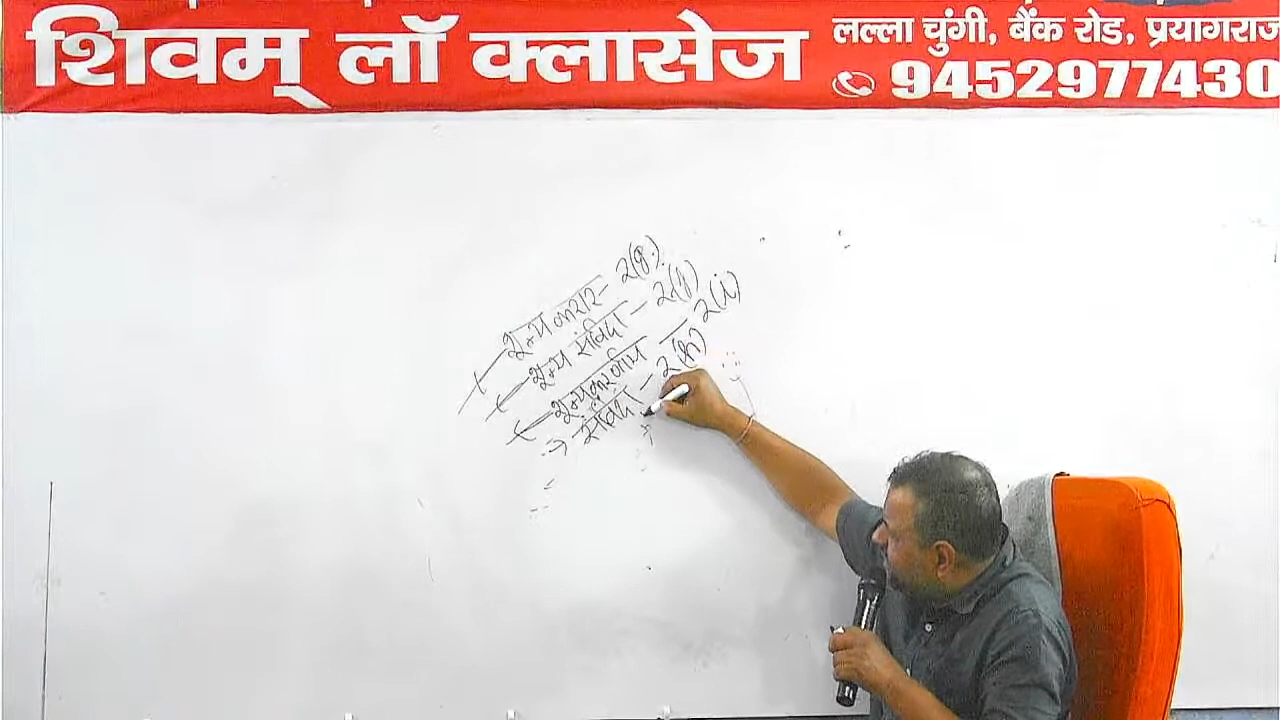 शिवम् लॉ क्लासेज
लल्ला चुंगी, बैंक रोड, प्रयागराज
9452977430
शून्य करार - 2(g)
शून्य संविदा - 2(j)
शून्यकरणीय - 2(i)
संविदा - 2(h)